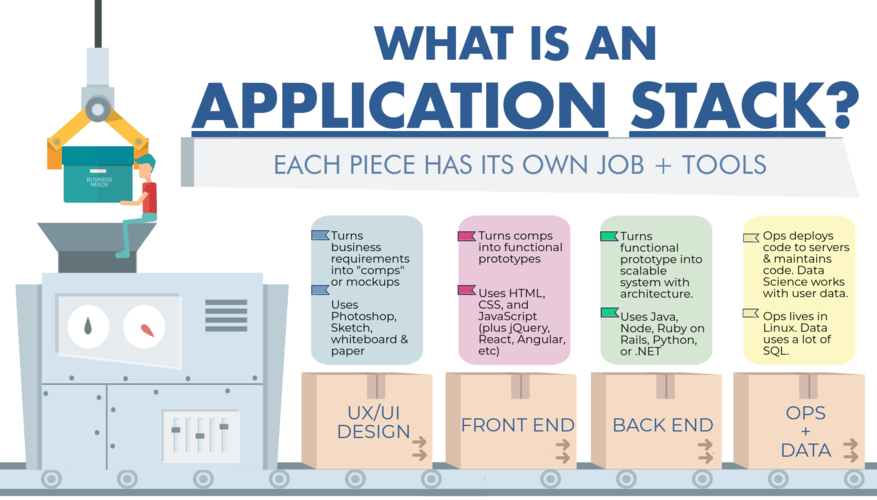 WHAT IS AN
APPLICATION STACK?
EACH PIECE HAS ITS OWN JOB + TOOLS
BUSINESS
NEEDS
Turns
business
requirements
into "comps"
or mockups
Uses
Photoshop,
Sketch,
whiteboard &
paper
Turns comps
into functional
prototypes
Uses HTML,
CSS, and
JavaScript
(plus jQuery,
React, Angular,
etc)
Turns
functional
prototype into
scalable
system with
architecture.
Uses Java,
Node, Ruby on
Rails, Python,
or .NET
Ops deploys
code to servers
& maintains
code. Data
Science works
with user data.
Ops lives in
Linux. Data
uses a lot of
SQL.
UX/UI
DESIGN
FRONT END
BACK END
OPS
+
DATA